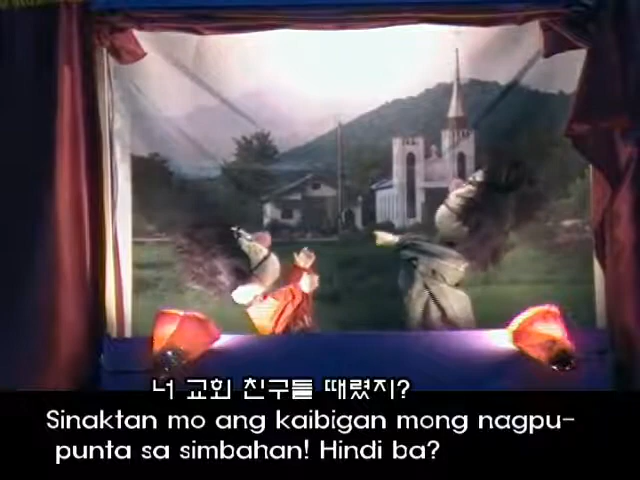 너 교회 친구들 때렸지?
Sinaktan mo ang kaibigan mong nagpu-
punta sa simbahan! Hindi ba?